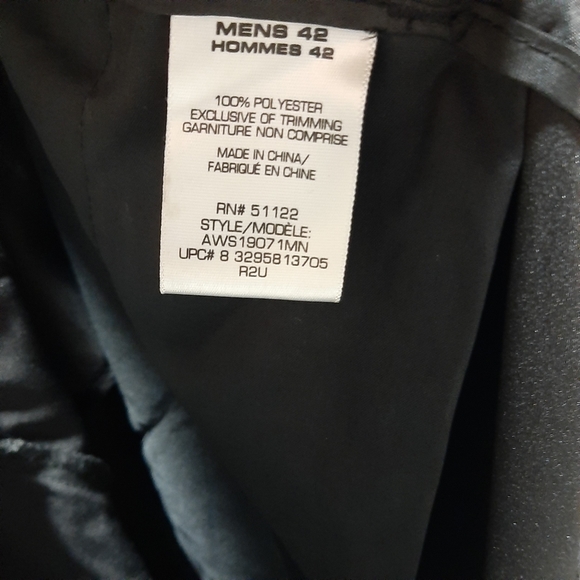 MENS 42
HOMMES 42
100% POLYESTER
EXCLUSIVE OF TRIMMING
GARNITURE NON COMPRISE
MADE IN CHINA/
FABRIQUÉ EN CHINE
RN# 51122
STYLE/MODÈLE:
AWS19071MN
UPC# 8 3295813705
R2U